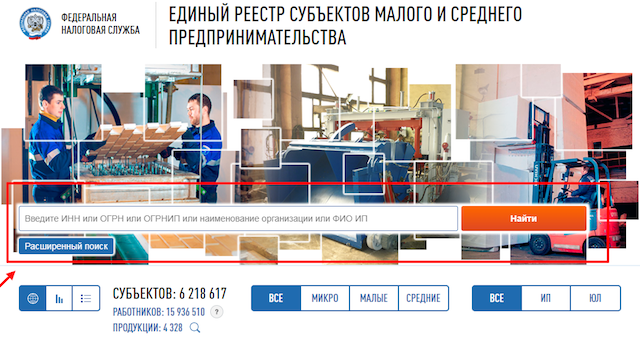 ФЕДЕРАЛЬНАЯ
НАЛОГОВАЯ СЛУЖБА
ЕДИНЫЙ РЕЕСТР СУБЪЕКТОВ МАЛОГО И СРЕДНЕГО
ПРЕДПРИНИМАТЕЛЬСТВА
Введите ИНН или ОГРН или ОГРНИП или наименование организации или ФИО ИП
Найти
Расширенный поиск
СУБЪЕКТОВ: 6 218 617
РАБОТНИКОВ: 15 936 510 ?
ПРОДУКЦИИ: 4 328
ВСЕ МИКРО МАЛЫЕ СРЕДНИЕ
ВСЕ ИП ЮЛ